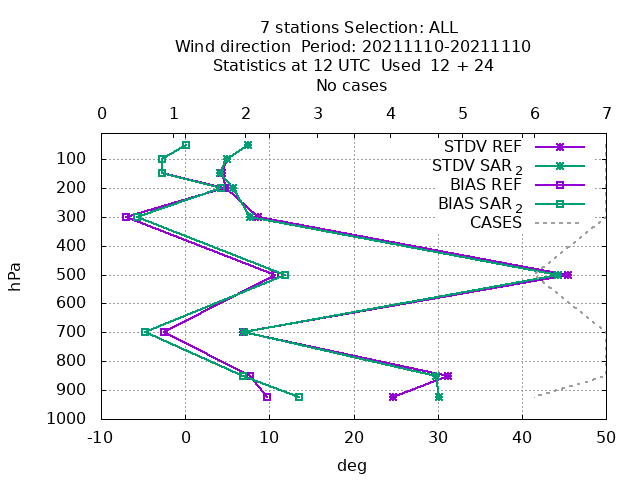 7 stations Selection: ALL
Wind direction  Period: 20211110-20211110
Statistics at 12 UTC  Used  12 + 24
No cases
0 1 2 3 4 5 6 7
STDV REF
STDV SAR 2
BIAS REF
BIAS SAR 2
CASES
100
200
300
400
500
600
700
800
900
1000
hPa
-10 0 10 20 30 40 50
deg